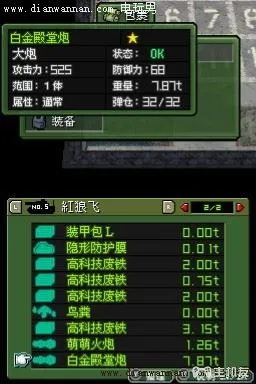 www.dianwannan.com 电玩男
包裹
白金殿堂炮 ★
大炮 状态： OK
攻击力：525 防御力：68
范围：1件 重量：7.87t
属性：通常 弹仓：32/32
装备
L NO.5 紅狼飞 R 2/2
装甲包L 0.00t
隐形防护膜 0.01t
高科技废铁 2.00t
高科技废铁 0.75t
高科技废铁 2.00t
鸟粪 0.00t
高科技废铁 3.15t
萌萌火L 1.26t
白金殿堂炮 7.87t
www.dianwannan.com